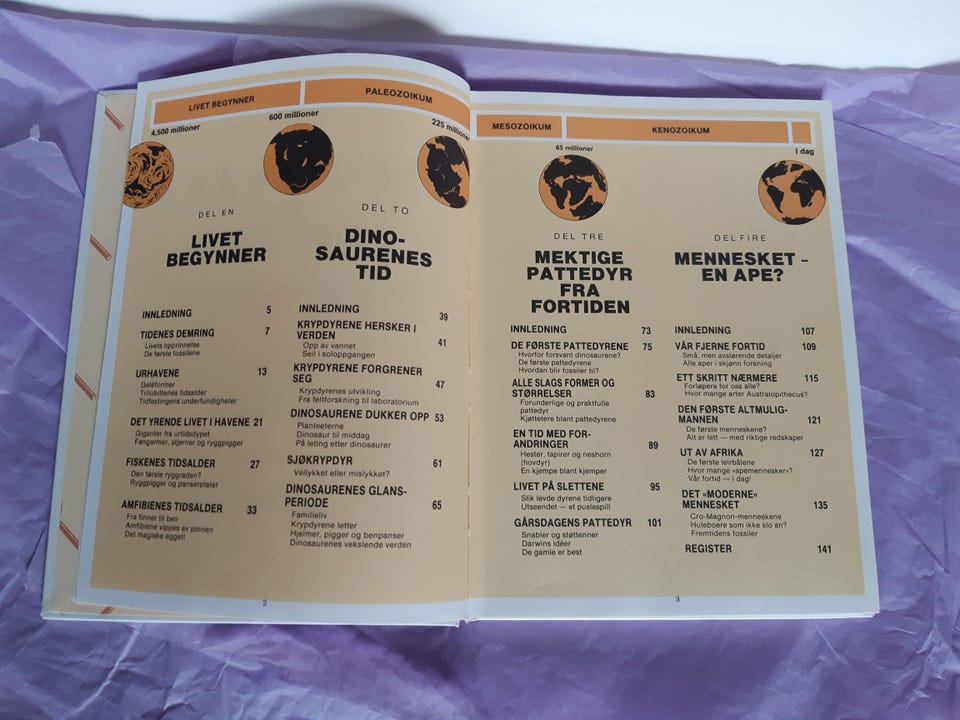 LIVET BEGYNNER
PALEOZOIKUM
4,500 millioner
600 millioner
225 millioner
DEL EN
LIVET
BEGYNNER
INNLEDNING 5
TIDENES DEMRING 7
Livets opprinnelse
De første fossilene
URHAVENE 13
Geléformer
Trilobittenes tidsalder
Tidfestingens underfundigheter
DET YRENDE LIVET I HAVENE 21
Giganter fra urtidsdypet
Fangarmer, stjerner og ryggpigger
FISKENES TIDSALDER 27
Den første ryggraden?
Ryggpigger og panserplater
AMFIBIENES TIDSALDER 33
Fra finner til ben
Amfibiene vippes av pinnen
Det magiske egget!
DEL TO
DINO-
SAURENES
TID
INNLEDNING 39
KRYPDYRENE HERSKER I
VERDEN 41
Opp av vannet
Seil i soloppgangen
KRYPDYRENE FORGRENER
SEG 47
Krypdyrenes utvikling
Fra feltforskning til laboratorium
DINOSAURENE DUKKER OPP 53
Planteeterne
Dinosaur til middag
På leting etter dinosaurer
SJØKRYPDYR 61
Vellykket eller mislykket?
DINOSAURENES GLANS-
PERIODE 65
Familieliv
Krypdyrene letter
Hjelmer, pigger og benpanser
Dinosaurenes vekslende verden
2
MESOZOIKUM
KENOZOIKUM
65 millioner
I dag
DEL TRE
MEKTIGE
PATTEDYR
FRA
FORTIDEN
INNLEDNING 73
DE FØRSTE PATTEDYRENE 75
Hvorfor forsvant dinosaurene?
De første pattedyrene
Hvordan blir fossiler til?
ALLE SLAGS FORMER OG
STØRRELSER 83
Forunderlige og praktfulle
pattedyr
Kjøttetere blant pattedyrene
EN TID MED FOR-
ANDRINGER 89
Hester, tapirer og neshorn
(hovdyr)
En kjempe blant kjemper
LIVET PÅ SLETTENE 95
Slik levde dyrene tidligere
Utseendet — et puslespill
GÅRSDAGENS PATTEDYR 101
Snabler og støttenner
Darwins idéer
De gamle er best
DEL FIRE
MENNESKET –
EN APE?
INNLEDNING 107
VÅR FJERNE FORTID 109
Små, men avslørende detaljer
Alle aper i skjønn forening
ETT SKRITT NÆRMERE 115
Forløpere for oss alle?
Hvor mange arter Australopithecus?
DEN FØRSTE ALTMULIG-
MANNEN 121
De første menneskene?
Alt er lett — med riktige redskaper
UT AV AFRIKA 127
De første leirbålene
Hvor mange «apemennesker»?
Vår fortid — i dag!
DET «MODERNE»
MENNESKET 135
Cro-Magnon-menneskene
Huleboere som ikke slo an?
Fremtidens fortid
REGISTER 141
3